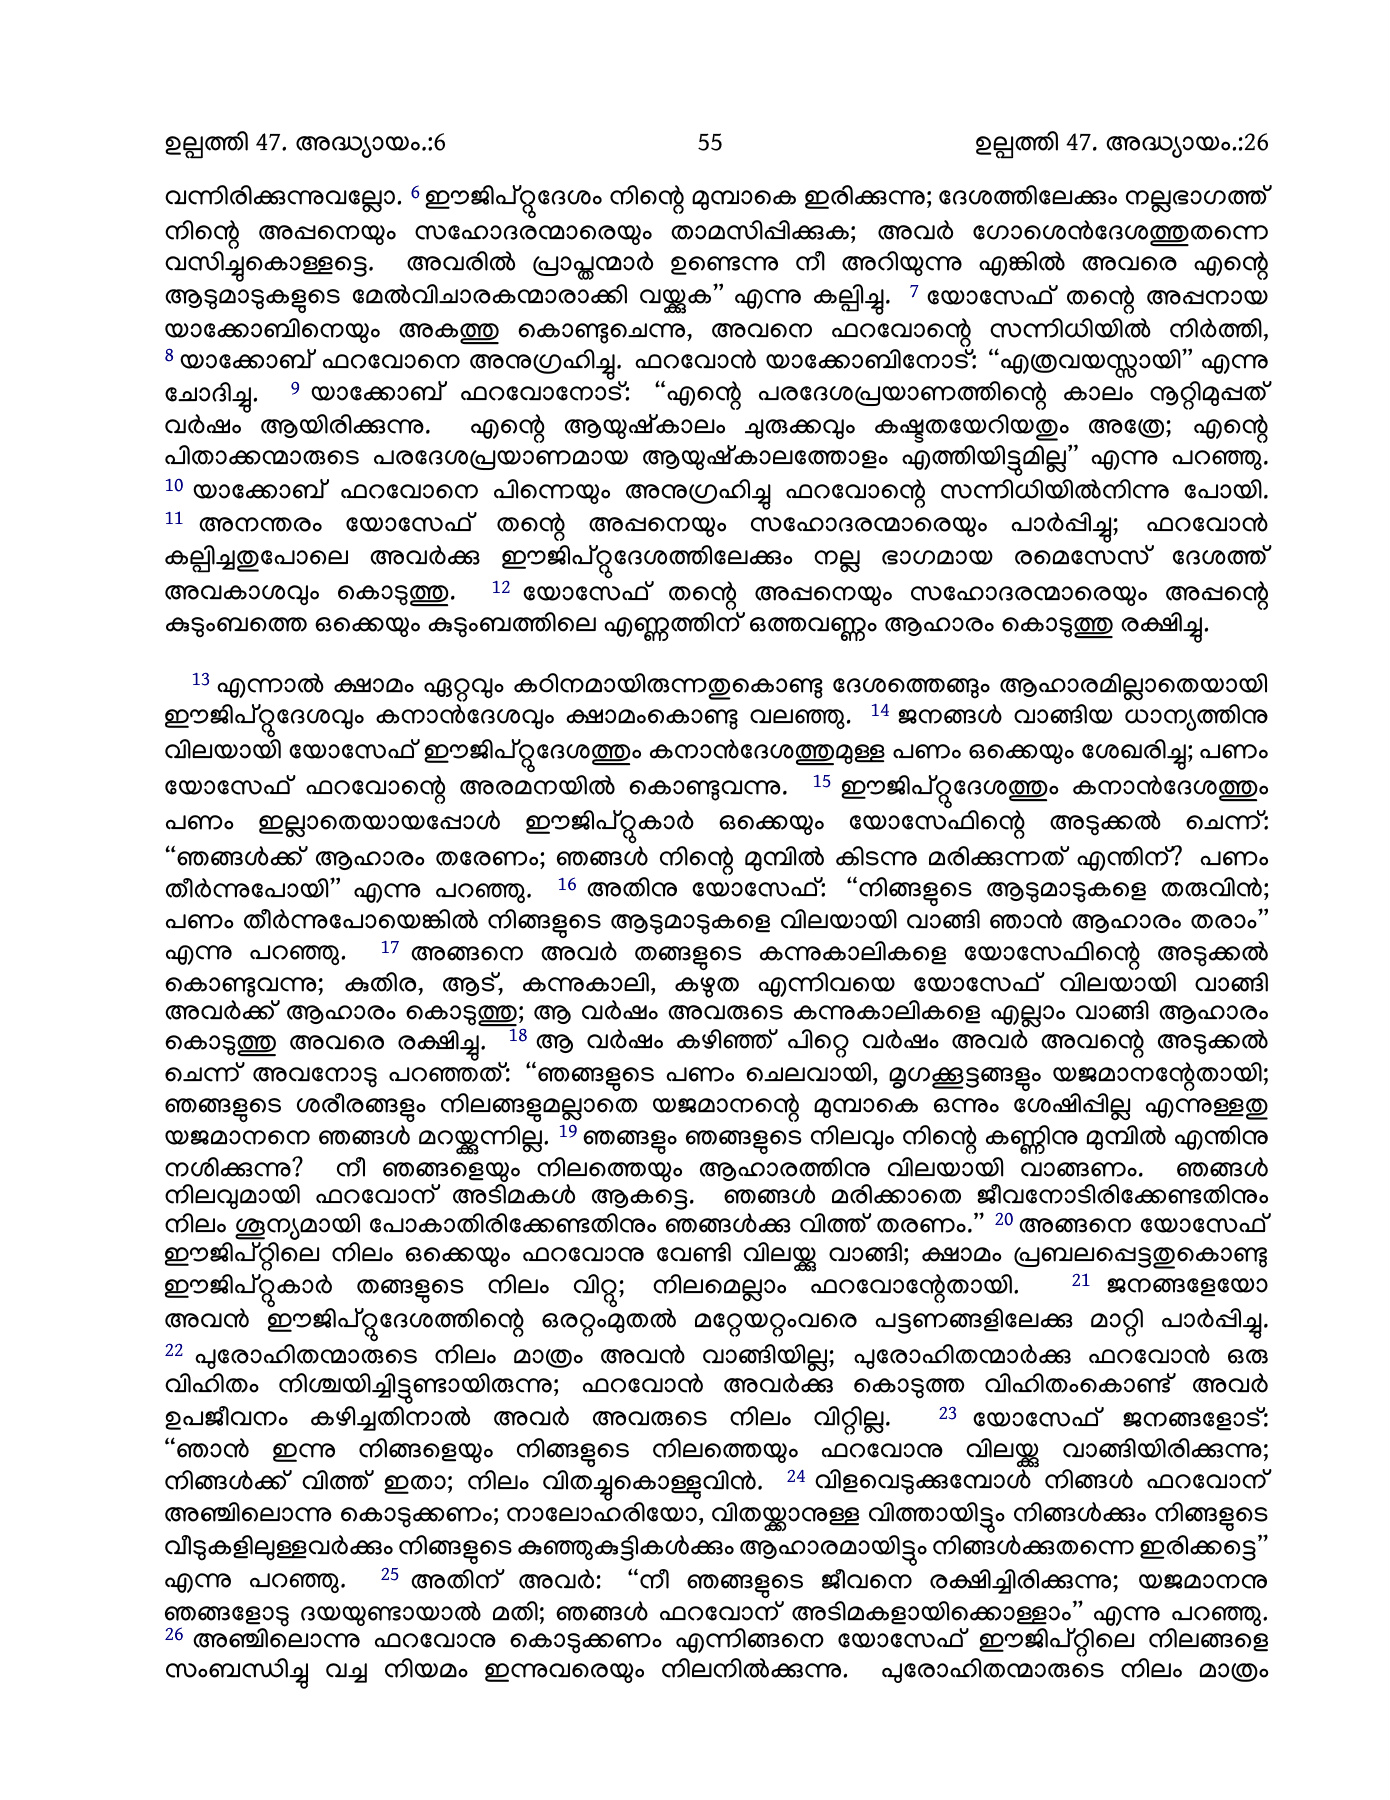 ഉല്പത്തി 47. അദ്ധ്യായം.:6 55 ഉല്പത്തി 47. അദ്ധ്യായം.:26
വന്നിരിക്കുന്നുവല്ലോ. 6 ഈജിപ്റ്റുദേശം നിന്റെ മുമ്പാകെ ഇരിക്കുന്നു; ദേശത്തിലേക്കും നല്ലഭാഗത്ത്
നിന്റെ അപ്പനെയും സഹോദരന്മാരെയും താമസിപ്പിക്കുക; അവർ ഗോശെൻദേശത്തുതന്നെ
വസിച്ചുകൊള്ളട്ടെ. അവരിൽ പ്രാപ്തന്മാർ ഉണ്ടെന്നു നീ അറിയുന്നു എങ്കിൽ അവരെ എന്റെ
ആടുമാടുകളുടെ മേൽവിചാരകന്മാരാക്കി വയ്ക്കുക” എന്നു കല്പിച്ചു. 7 യോസേഫ് തന്റെ അപ്പനായ
യാക്കോബിനെയും അകത്തു കൊണ്ടുചെന്നു, അവനെ ഫറവോന്റെ സന്നിധിയിൽ നിർത്തി,
8 യാക്കോബ് ഫറവോനെ അനുഗ്രഹിച്ചു. ഫറവോൻ യാക്കോബിനോട്: “എത്രവയസ്സായി” എന്നു
ചോദിച്ചു. 9 യാക്കോബ് ഫറവോനോട്: “എന്റെ പരദേശപ്രയാണത്തിന്റെ കാലം നൂറ്റിമുപ്പത്
വർഷം ആയിരിക്കുന്നു. എന്റെ ആയുഷ്കാലം ചുരുക്കവും കഷ്ടതയേറിയതും അത്രേ; എന്റെ
പിതാക്കന്മാരുടെ പരദേശപ്രയാണമായ ആയുഷ്കാലത്തോളം എത്തിയിട്ടുമില്ല” എന്നു പറഞ്ഞു.
10 യാക്കോബ് ഫറവോനെ പിന്നെയും അനുഗ്രഹിച്ചു ഫറവോന്റെ സന്നിധിയിൽനിന്നു പോയി.
11 അനന്തരം യോസേഫ് തന്റെ അപ്പനെയും സഹോദരന്മാരെയും പാർപ്പിച്ചു; ഫറവോൻ
കല്പിച്ചതുപോലെ അവർക്കു ഈജിപ്റ്റുദേശത്തിലേക്കും നല്ല ഭാഗമായ രമെസേസ് ദേശത്ത്
അവകാശവും കൊടുത്തു. 12 യോസേഫ് തന്റെ അപ്പനെയും സഹോദരന്മാരെയും അപ്പന്റെ
കുടുംബത്തെ ഒക്കെയും കുടുംബത്തിലെ എണ്ണത്തിന് ഒത്തവണ്ണം ആഹാരം കൊടുത്തു രക്ഷിച്ചു.
13 എന്നാൽ ക്ഷാമം ഏറ്റവും കഠിനമായിരുന്നതുകൊണ്ടു ദേശത്തെങ്ങും ആഹാരമില്ലാതെയായി
ഈജിപ്റ്റുദേശവും കനാൻദേശവും ക്ഷാമംകൊണ്ടു വലഞ്ഞു. 14 ജനങ്ങൾ വാങ്ങിയ ധാന്യത്തിനു
വിലയായി യോസേഫ് ഈജിപ്റ്റുദേശത്തും കനാൻദേശത്തുമുള്ള പണം ഒക്കെയും ശേഖരിച്ചു; പണം
യോസേഫ് ഫറവോന്റെ അരമനയിൽ കൊണ്ടുവന്നു. 15 ഈജിപ്റ്റുദേശത്തും കനാൻദേശത്തും
പണം ഇല്ലാതെയായപ്പോൾ ഈജിപ്റ്റുകാർ ഒക്കെയും യോസേഫിന്റെ അടുക്കൽ ചെന്ന്:
“ഞങ്ങൾക്ക് ആഹാരം തരേണം; ഞങ്ങൾ നിന്റെ മുമ്പിൽ കിടന്നു മരിക്കുന്നത് എന്തിന്? പണം
തീർന്നുപോയി” എന്നു പറഞ്ഞു. 16 അതിനു യോസേഫ്: “നിങ്ങളുടെ ആടുമാടുകളെ തരുവിൻ;
പണം തീർന്നുപോയെങ്കിൽ നിങ്ങളുടെ ആടുമാടുകളെ വിലയായി വാങ്ങി ഞാൻ ആഹാരം തരാം”
എന്നു പറഞ്ഞു. 17 അങ്ങനെ അവർ തങ്ങളുടെ കന്നുകാലികളെ യോസേഫിന്റെ അടുക്കൽ
കൊണ്ടുവന്നു; കുതിര, ആട്, കന്നുകാലി, കഴുത എന്നിവയെ യോസേഫ് വിലയായി വാങ്ങി
അവർക്ക് ആഹാരം കൊടുത്തു; ആ വർഷം അവരുടെ കന്നുകാലികളെ എല്ലാം വാങ്ങി ആഹാരം
കൊടുത്തു അവരെ രക്ഷിച്ചു. 18 ആ വർഷം കഴിഞ്ഞ് പിറ്റെ വർഷം അവർ അവന്റെ അടുക്കൽ
ചെന്ന് അവനോടു പറഞ്ഞത്: “ഞങ്ങളുടെ പണം ചെലവായി, മൃഗക്കൂട്ടങ്ങളും യജമാനന്റേതായി;
ഞങ്ങളുടെ ശരീരങ്ങളും നിലങ്ങളുമല്ലാതെ യജമാനന്റെ മുമ്പാകെ ഒന്നും ശേഷിപ്പില്ല എന്നുള്ളതു
യജമാനനെ ഞങ്ങൾ മറയ്ക്കുന്നില്ല. 19 ഞങ്ങളും ഞങ്ങളുടെ നിലവും നിന്റെ കണ്ണിനു മുമ്പിൽ എന്തിനു
നശിക്കുന്നു? നീ ഞങ്ങളെയും നിലത്തെയും ആഹാരത്തിനു വിലയായി വാങ്ങണം. ഞങ്ങൾ
നിലവുമായി ഫറവോന് അടിമകൾ ആകട്ടെ. ഞങ്ങൾ മരിക്കാതെ ജീവനോടിരിക്കേണ്ടതിനും
നിലം ശൂന്യമായി പോകാതിരിക്കേണ്ടതിനും ഞങ്ങൾക്കു വിത്ത് തരണം.” 20 അങ്ങനെ യോസേഫ്
ഈജിപ്റ്റിലെ നിലം ഒക്കെയും ഫറവോനു വേണ്ടി വിലയ്ക്കു വാങ്ങി; ക്ഷാമം പ്രബലപ്പെട്ടതുകൊണ്ടു
ഈജിപ്റ്റുകാർ തങ്ങളുടെ നിലം വിറ്റു; നിലമെല്ലാം ഫറവോന്റേതായി. 21 ജനങ്ങളേയോ
അവൻ ഈജിപ്റ്റുദേശത്തിന്റെ ഒരറ്റംമുതൽ മറ്റേയറ്റംവരെ പട്ടണങ്ങളിലേക്കു മാറ്റി പാർപ്പിച്ചു.
22 പുരോഹിതന്മാരുടെ നിലം മാത്രം അവൻ വാങ്ങിയില്ല; പുരോഹിതന്മാർക്കു ഫറവോൻ ഒരു
വിഹിതം നിശ്ചയിച്ചിട്ടുണ്ടായിരുന്നു; ഫറവോൻ അവർക്കു കൊടുത്ത വിഹിതംകൊണ്ട് അവർ
ഉപജീവനം കഴിച്ചതിനാൽ അവർ അവരുടെ നിലം വിറ്റില്ല. 23 യോസേഫ് ജനങ്ങളോട്:
“ഞാൻ ഇന്നു നിങ്ങളെയും നിങ്ങളുടെ നിലത്തെയും ഫറവോനു വിലയ്ക്കു വാങ്ങിയിരിക്കുന്നു;
നിങ്ങൾക്ക് വിത്ത് ഇതാ; നിലം വിതച്ചുകൊള്ളുവിൻ. 24 വിളവെടുക്കുമ്പോൾ നിങ്ങൾ ഫറവോന്
അഞ്ചിലൊന്നു കൊടുക്കണം; നാലോഹരിയോ, വിതയ്ക്കാനുള്ള വിത്തായിട്ടും നിങ്ങൾക്കും നിങ്ങളുടെ
വീടുകളിലുള്ളവർക്കും നിങ്ങളുടെ കുഞ്ഞുകുട്ടികൾക്കും ആഹാരമായിട്ടും നിങ്ങൾക്കുതന്നെ ഇരിക്കട്ടെ”
എന്നു പറഞ്ഞു. 25 അതിന് അവർ: “നീ ഞങ്ങളുടെ ജീവനെ രക്ഷിച്ചിരിക്കുന്നു; യജമാനനു
ഞങ്ങളോടു ദയയുണ്ടായാൽ മതി; ഞങ്ങൾ ഫറവോന് അടിമകളായിക്കൊള്ളാം” എന്നു പറഞ്ഞു.
26 അഞ്ചിലൊന്നു ഫറവോനു കൊടുക്കണം എന്നിങ്ങനെ യോസേഫ് ഈജിപ്റ്റിലെ നിലങ്ങളെ
സംബന്ധിച്ചു വച്ച നിയമം ഇന്നുവരെയും നിലനിൽക്കുന്നു. പുരോഹിതന്മാരുടെ നിലം മാത്രം